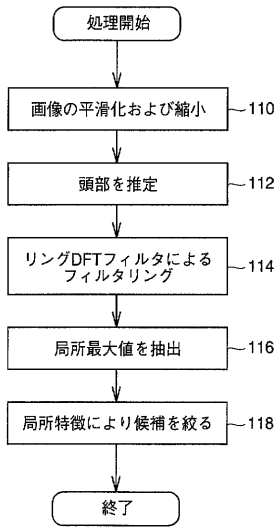 処理開始
画像の平滑化および縮小
110
頭部を推定
112
リングDFTフィルタによる
フィルタリング
114
局所最大値を抽出
116
局所特徴により候補を絞る
118
終了